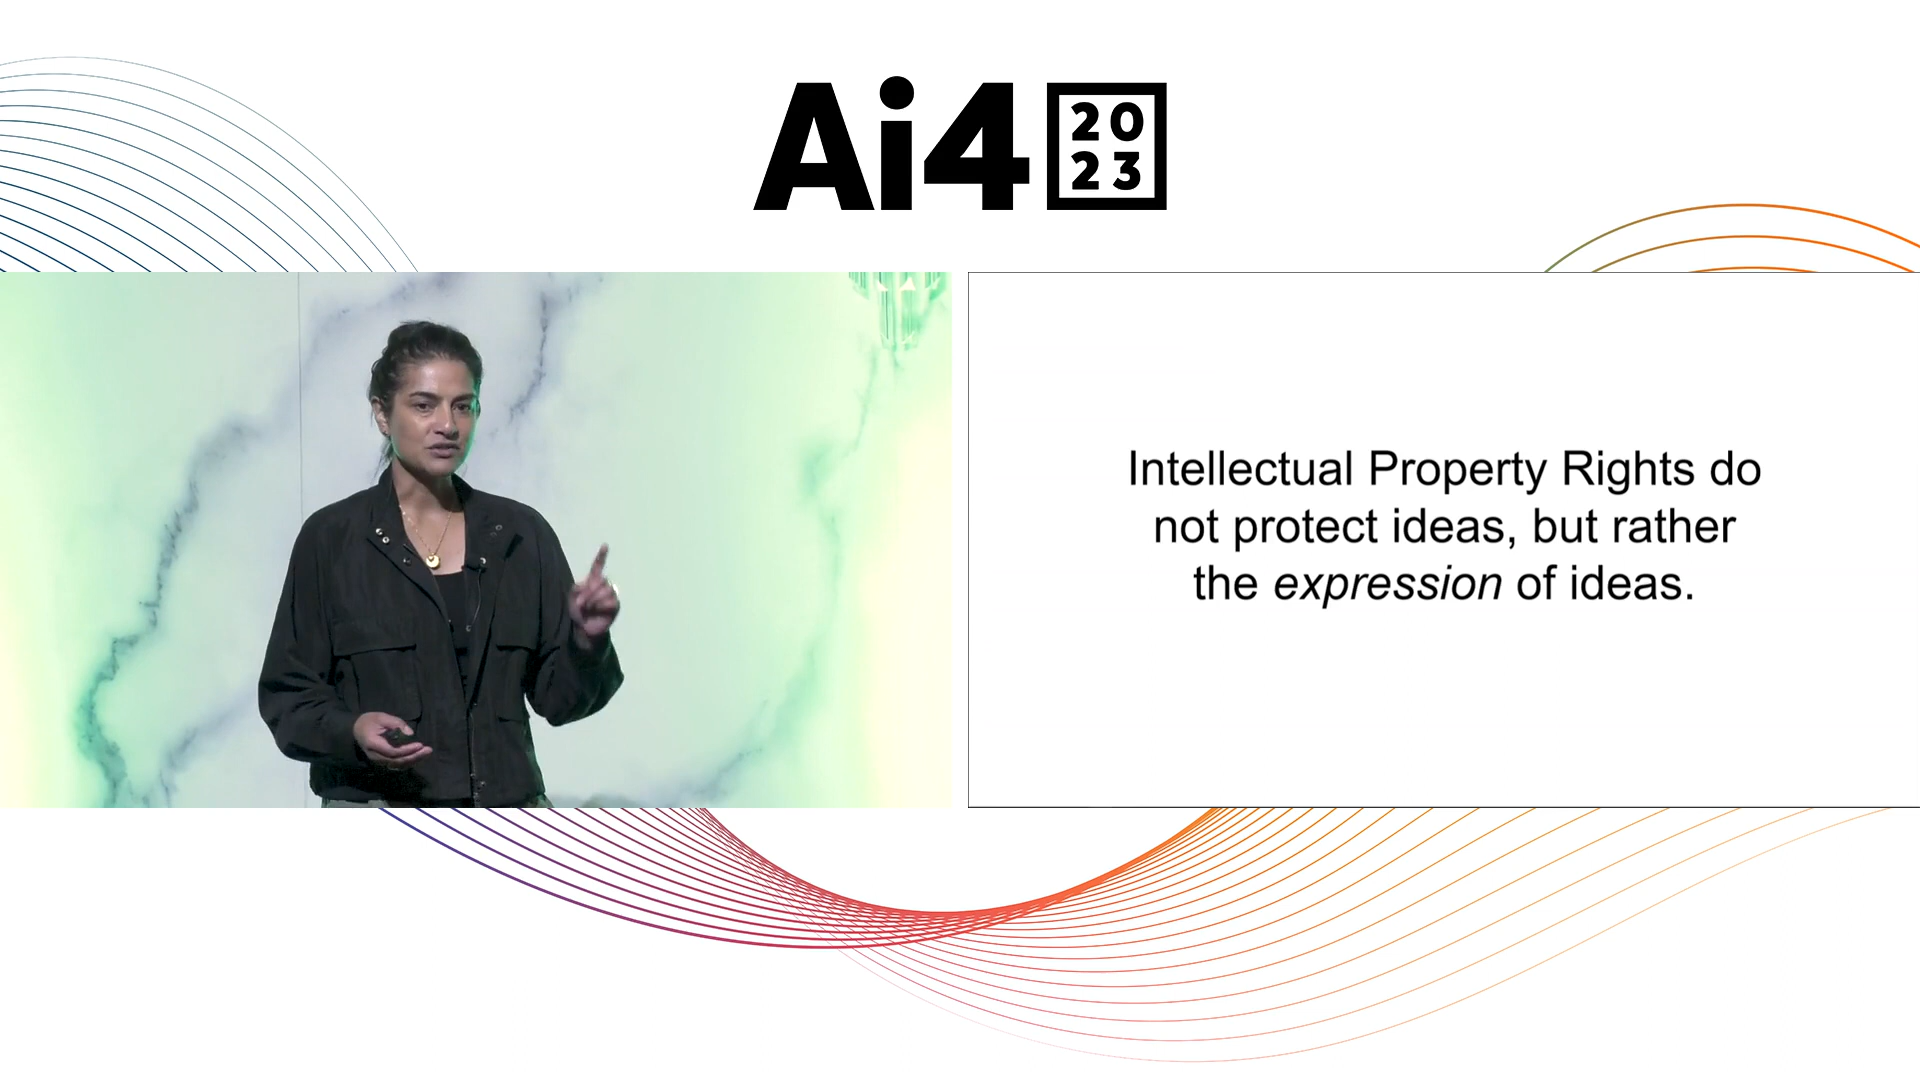 Ai4 20
23
Intellectual Property Rights do
not protect ideas, but rather
the expression of ideas.